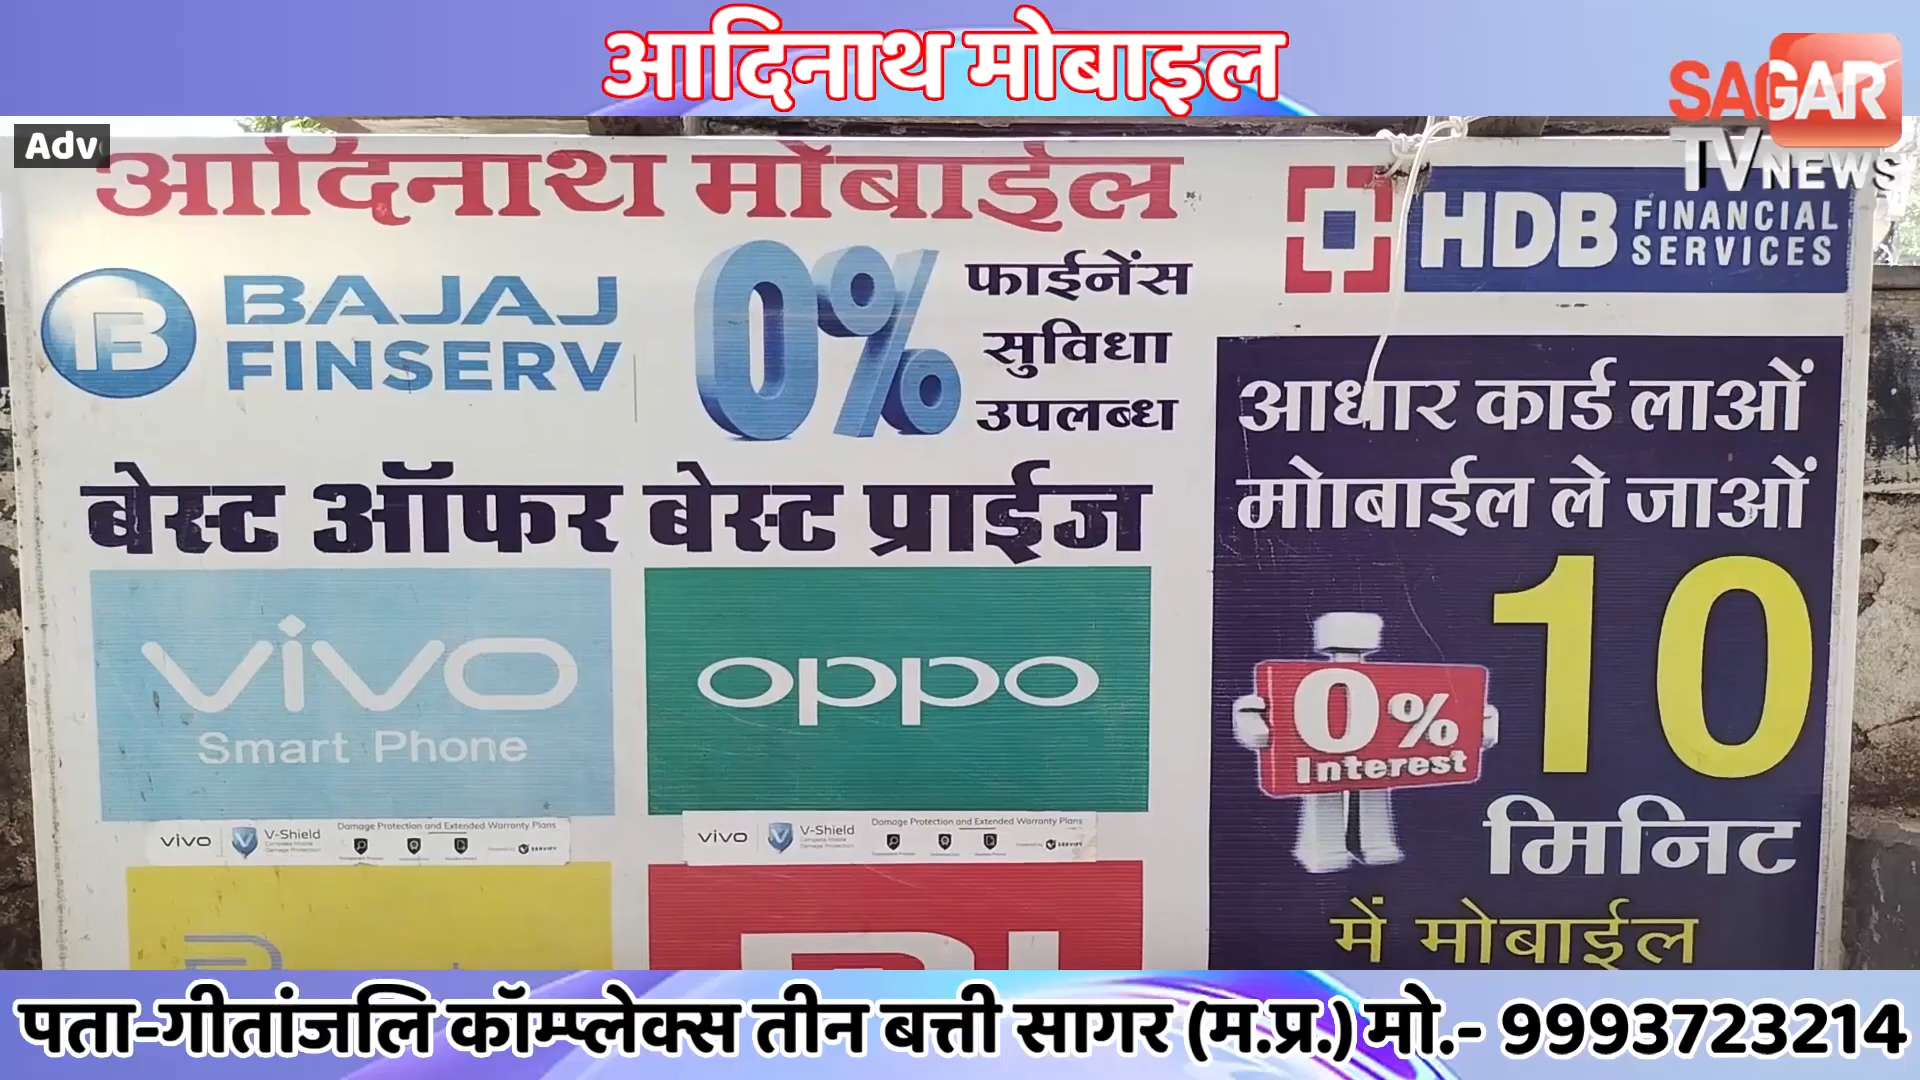 आदिनाथ मोबाइल
SAGAR
TV NEWS
Adv
आदिनाथ मोबाईल
BAJAJ
FINSERV
0%
फाईनेंस
सुविधा
उपलब्ध
HDB FINANCIAL
SERVICES
बेस्ट ऑफर बेस्ट प्राईज
आधार कार्ड लाओं
मोाबाईल ले जाओं
10
मिनिट
में मोबाईल
0%
Interest
vivo
Smart Phone
oppo
vivo V-Shield Damage Protection and Extended Warranty Plans
vivo V-Shield Damage Protection and Extended Warranty Plans
पता-गीतांजलि कॉम्प्लेक्स तीन बत्ती सागर (म.प्र.) मो.- 9993723214